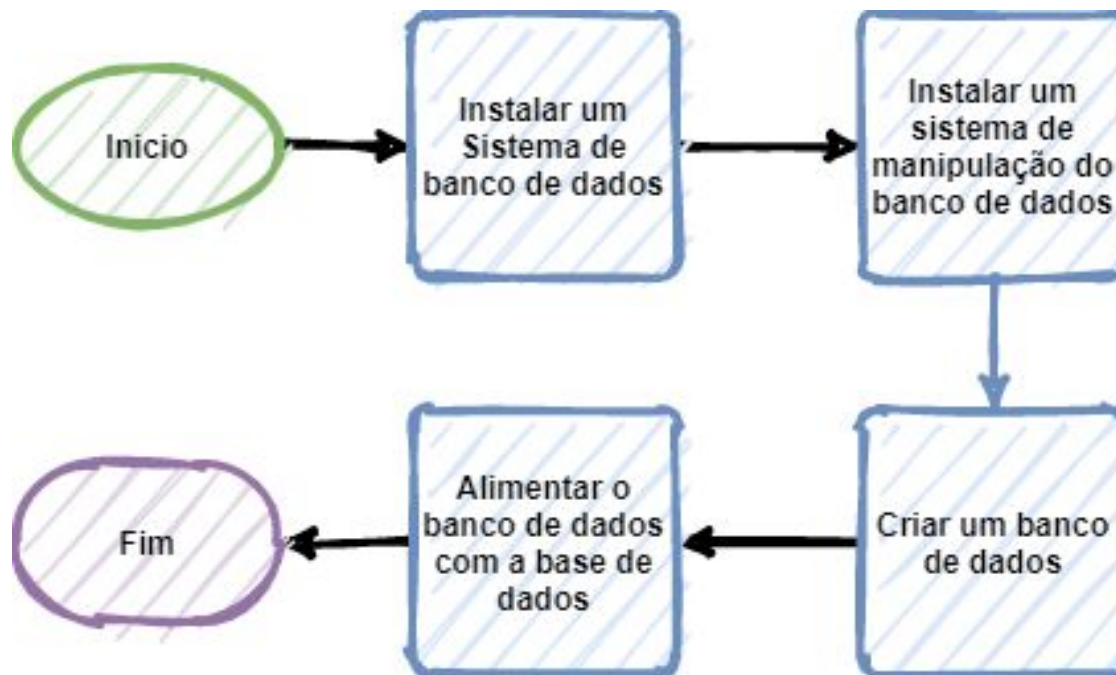 Inicio
Instalar um
Sistema de
banco de dados
Instalar um
sistema de
manipulação do
banco de dados
Criar um banco
de dados
Alimentar o
banco de dados
com a base de
dados
Fim